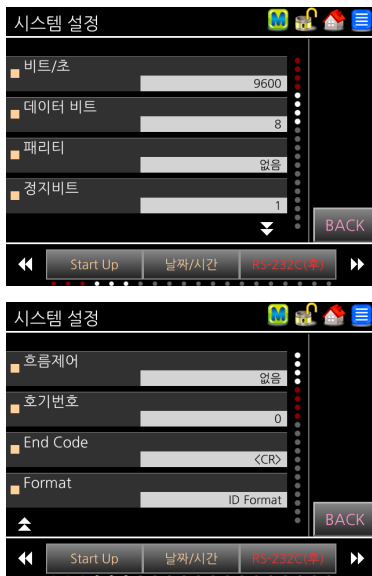 시스템 설정
M
비트/초
9600
데이터 비트
8
패리티
없음
정지비트
1
BACK
Start Up 날짜/시간 RS-232C(후)
시스템 설정
M
흐름제어
없음
호기번호
0
End Code
<CR>
Format
ID Format
BACK
Start Up 날짜/시간 RS-232C(후)